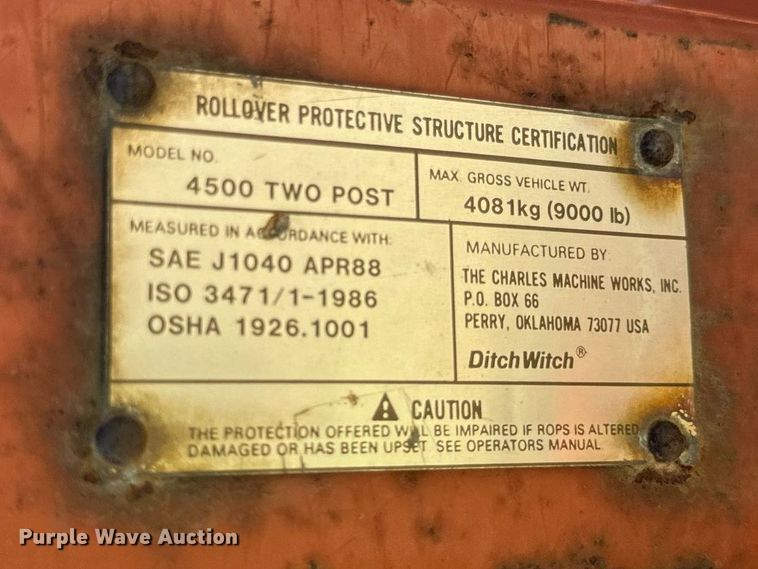 ROLLOVER PROTECTIVE STRUCTURE CERTIFICATION
MODEL NO.
4500 TWO POST
MAX. GROSS VEHICLE WT.
4081kg (9000 lb)
MEASURED IN ACCORDANCE WITH:
SAE J1040 APR88
ISO 3471/1-1986
OSHA 1926.1001
MANUFACTURED BY:
THE CHARLES MACHINE WORKS, INC.
P.O. BOX 66
PERRY, OKLAHOMA 73077 USA
DitchWitch®
CAUTION
THE PROTECTION OFFERED WILL BE IMPAIRED IF ROPS IS ALTERED
DAMAGED OR HAS BEEN UPSET SEE OPERATORS MANUAL
Purple Wave Auction